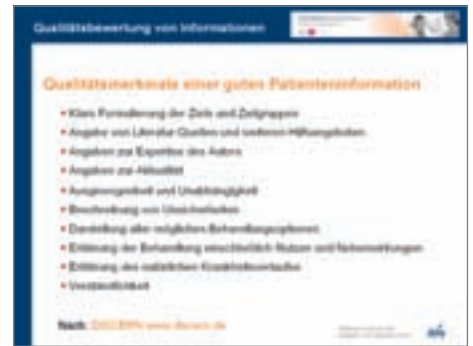 Qualitätsbewertung von Informationen
Qualitätsmerkmale einer guten Patienteninformation
Klare Formulierung der Ziele und Zielgruppen
Angabe von Literatur Quellen und weiteren Hilfsangeboten
Angaben zur Expertise des Autors
Angaben zur Aktualität
Ausgewogenheit und Unabhängigkeit
Beschreibung von Unsicherheiten
Darstellung aller möglichen Behandlungsoptionen
Erklärung der Behandlung einschließlich Nutzen und Nebenwirkungen
Erklärung des natürlichen Krankheitsverlaufes
Verständlichkeit
Nach: DISCERN www.discern.de